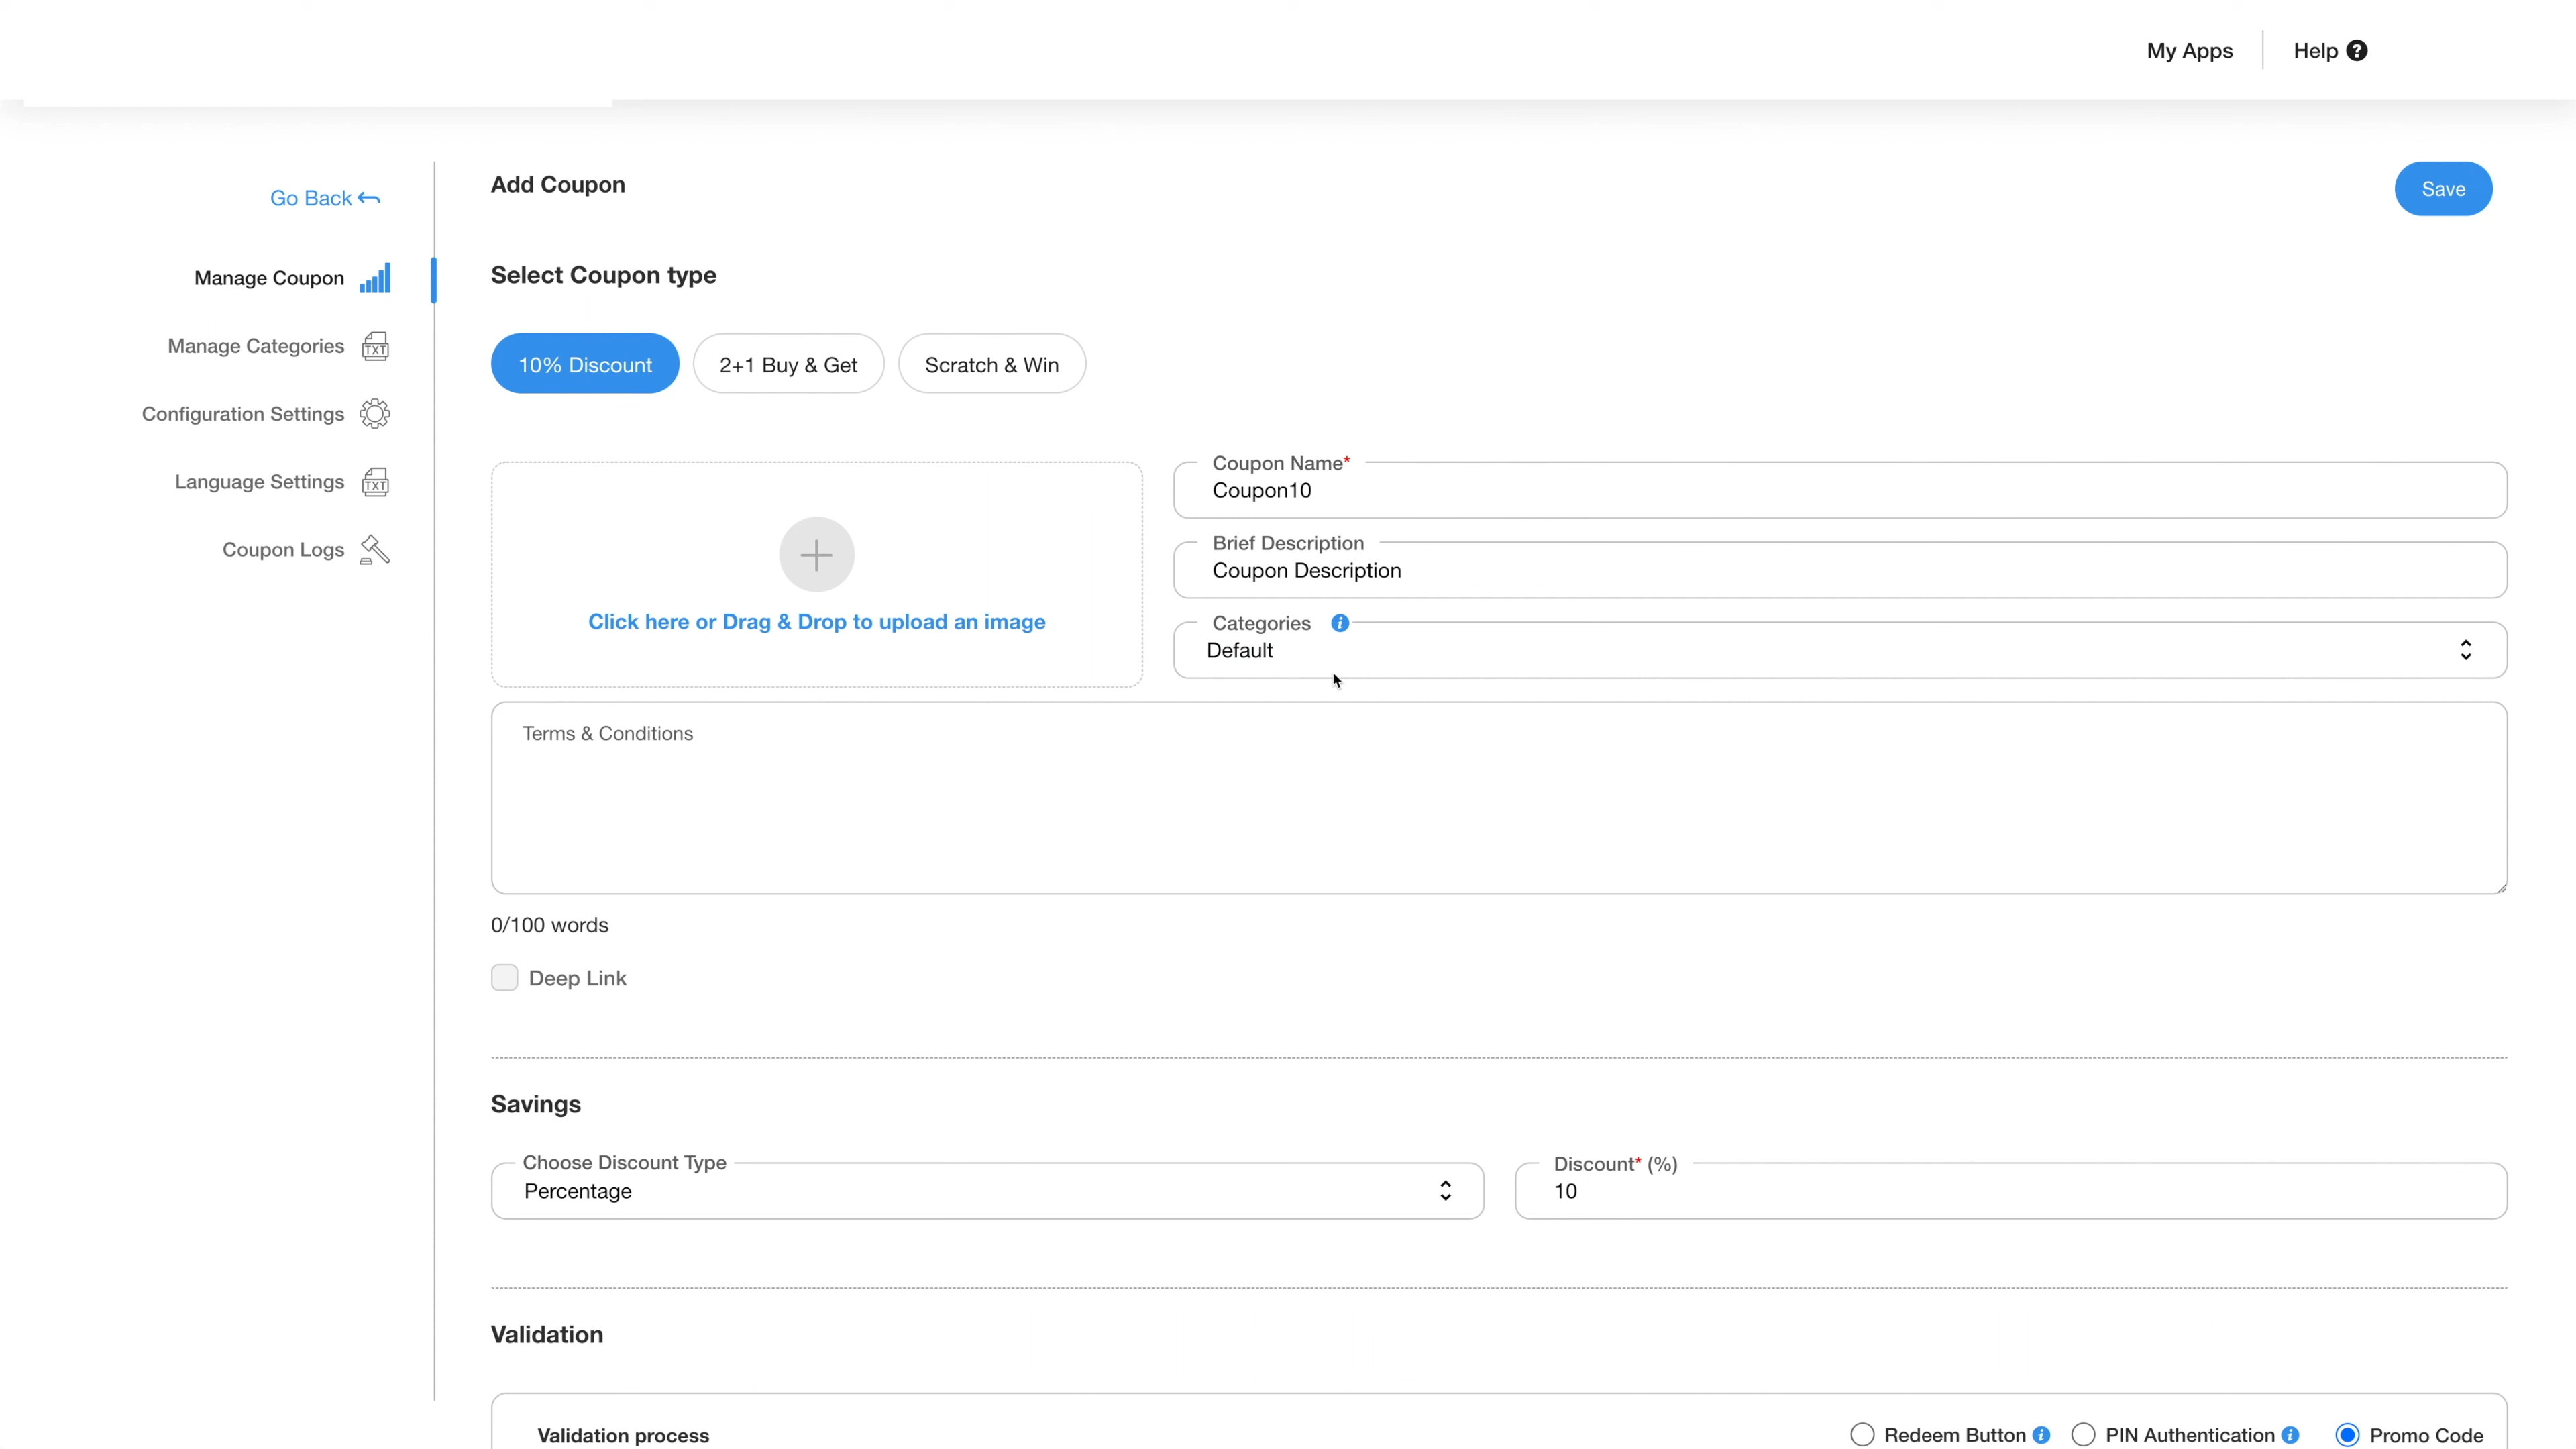 My Apps
Help ?
Go Back
Manage Coupon
Manage Categories
TXT
Configuration Settings
Language Settings
TXT
Coupon Logs
Add Coupon
Save
Select Coupon type
10% Discount
2+1 Buy & Get
Scratch & Win
Click here or Drag & Drop to upload an image
Coupon Name*
Coupon10
Brief Description
Coupon Description
Categories i
Default
Terms & Conditions
0/100 words
Deep Link
Savings
Choose Discount Type
Percentage
Discount* (%)
10
Validation
Validation process
Redeem Button i
PIN Authentication i
Promo Code